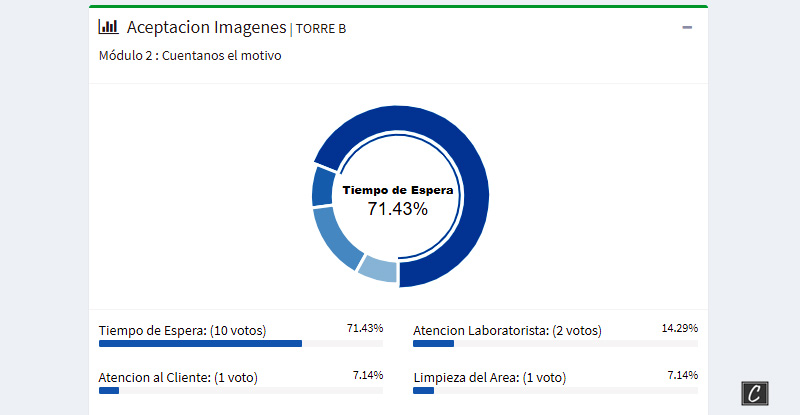 Aceptacion Imagenes | TORRE B
Módulo 2 : Cuentanos el motivo
Tiempo de Espera
71.43%
Tiempo de Espera: (10 votos) 71.43%
Atencion Laboratorista: (2 votos) 14.29%
Atencion al Cliente: (1 voto) 7.14%
Limpieza del Area: (1 voto) 7.14%
C